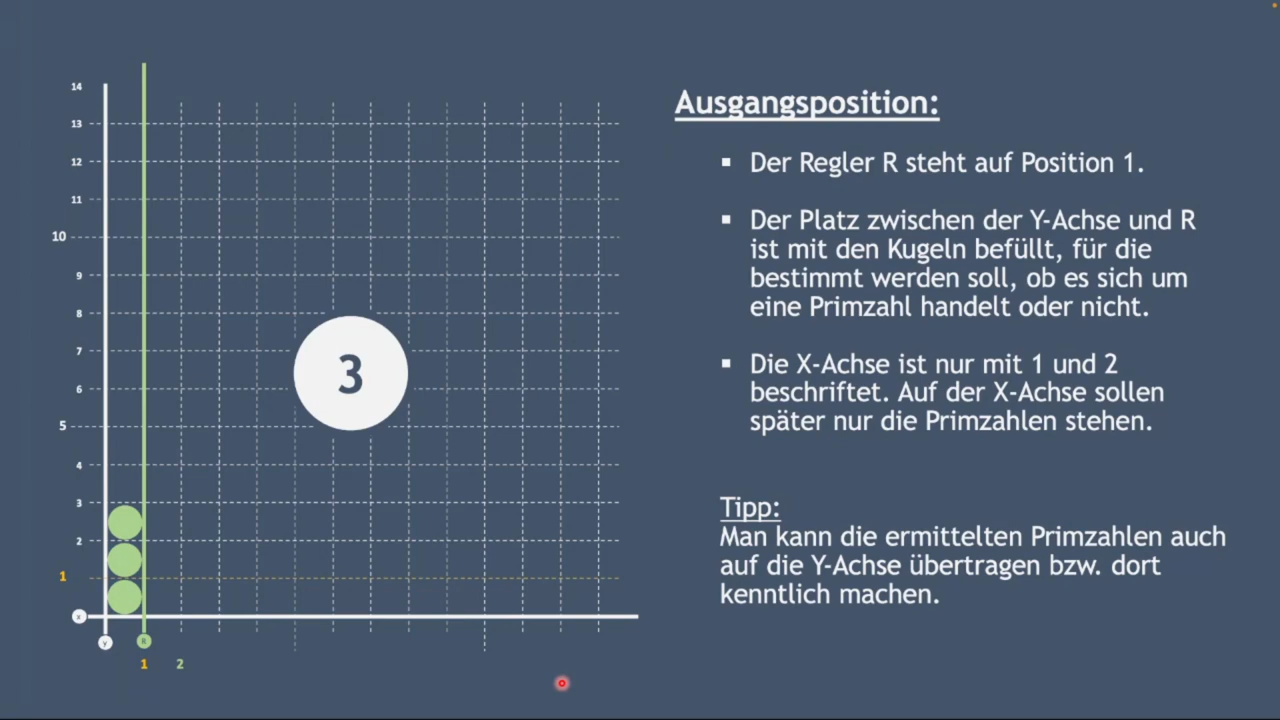 Ausgangsposition:
▪ Der Regler R steht auf Position 1.
▪ Der Platz zwischen der Y-Achse und R
ist mit den Kugeln befüllt, für die
bestimmt werden soll, ob es sich um
eine Primzahl handelt oder nicht.
▪ Die X-Achse ist nur mit 1 und 2
beschriftet. Auf der X-Achse sollen
später nur die Primzahlen stehen.
Tipp:
Man kann die ermittelten Primzahlen auch
auf die Y-Achse übertragen bzw. dort
kenntlich machen.
14
13
12
11
10
9
8
7
6
5
4
3
2
1
3
X
Y R
1 2